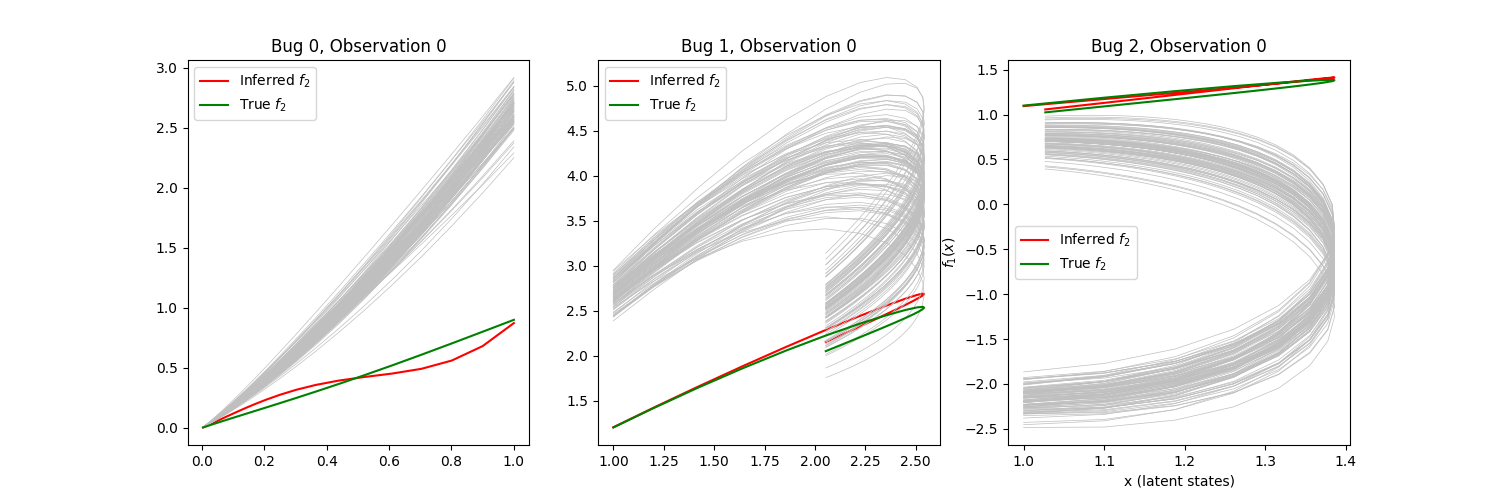 Bug 0, Observation 0
Inferred f₂
True f₂
3.0
2.5
2.0
1.5
1.0
0.5
0.0
0.0 0.2 0.4 0.6 0.8 1.0
Bug 1, Observation 0
Inferred f₂
True f₂
5.0
4.5
4.0
3.5
3.0
2.5
2.0
1.5
1.00 1.25 1.50 1.75 2.00 2.25 2.50
Bug 2, Observation 0
f₁(x)
1.5
1.0
0.5
0.0
−0.5
−1.0
−1.5
−2.0
−2.5
Inferred f₂
True f₂
1.0 1.1 1.2 1.3 1.4
x (latent states)